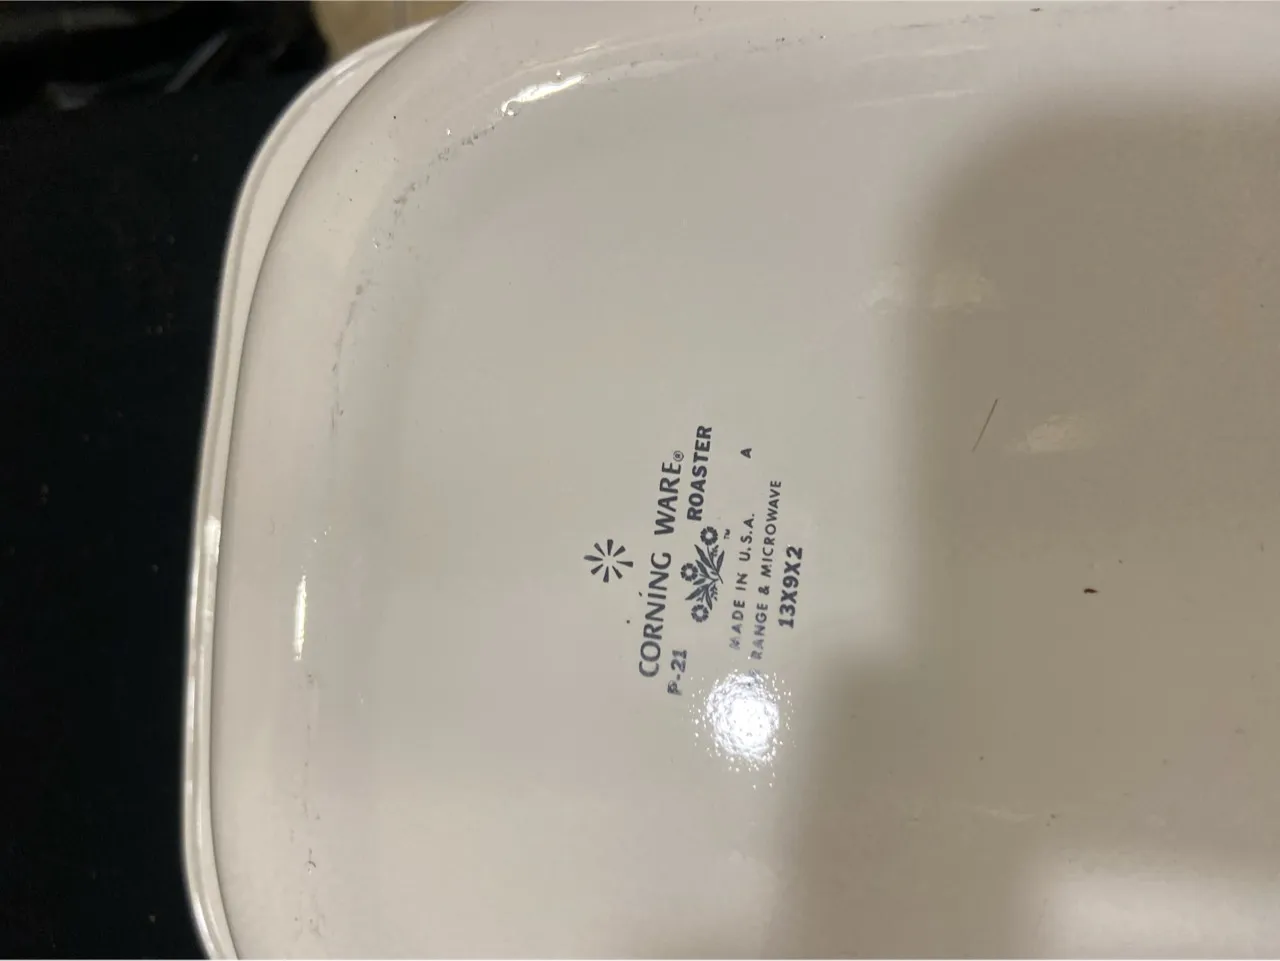 CORNING WARE®
P-21 ROASTER
™
MADE IN U.S.A. A
RANGE & MICROWAVE
13X9X2